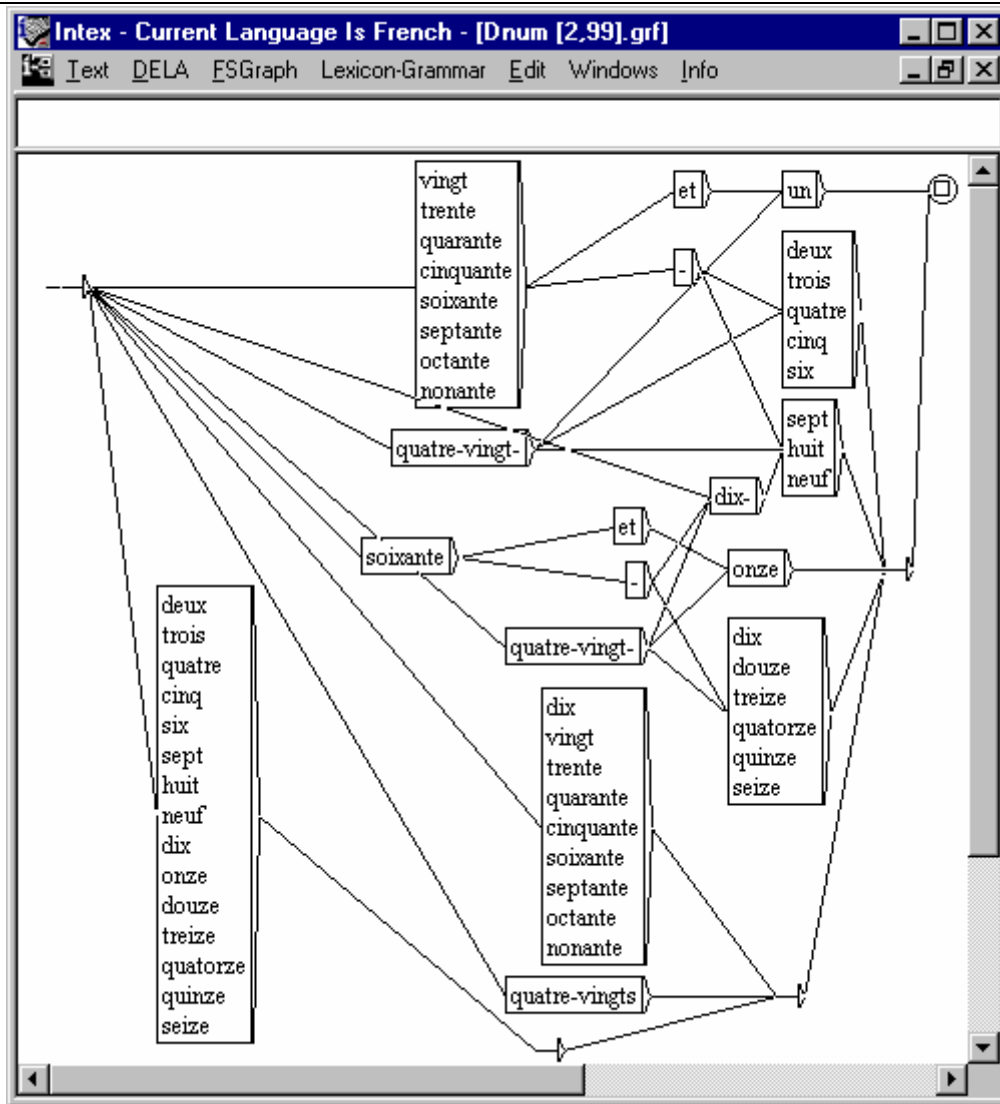 Intex - Current Language Is French - [Dnum [2,99].grf]
Text DELA FSGraph Lexicon-Grammar Edit Windows Info
vingt
trente
quarante
cinquante
soixante
septante
octante
nonante
et
un
-
deux
trois
quatre
cinq
six
quatre-vingt-
sept
huit
neuf
dix-
soixante
et
-
onze
quatre-vingt-
dix
douze
treize
quatorze
quinze
seize
deux
trois
quatre
cinq
six
sept
huit
neuf
dix
onze
douze
treize
quatorze
quinze
seize
dix
vingt
trente
quarante
cinquante
soixante
septante
octante
nonante
quatre-vingts